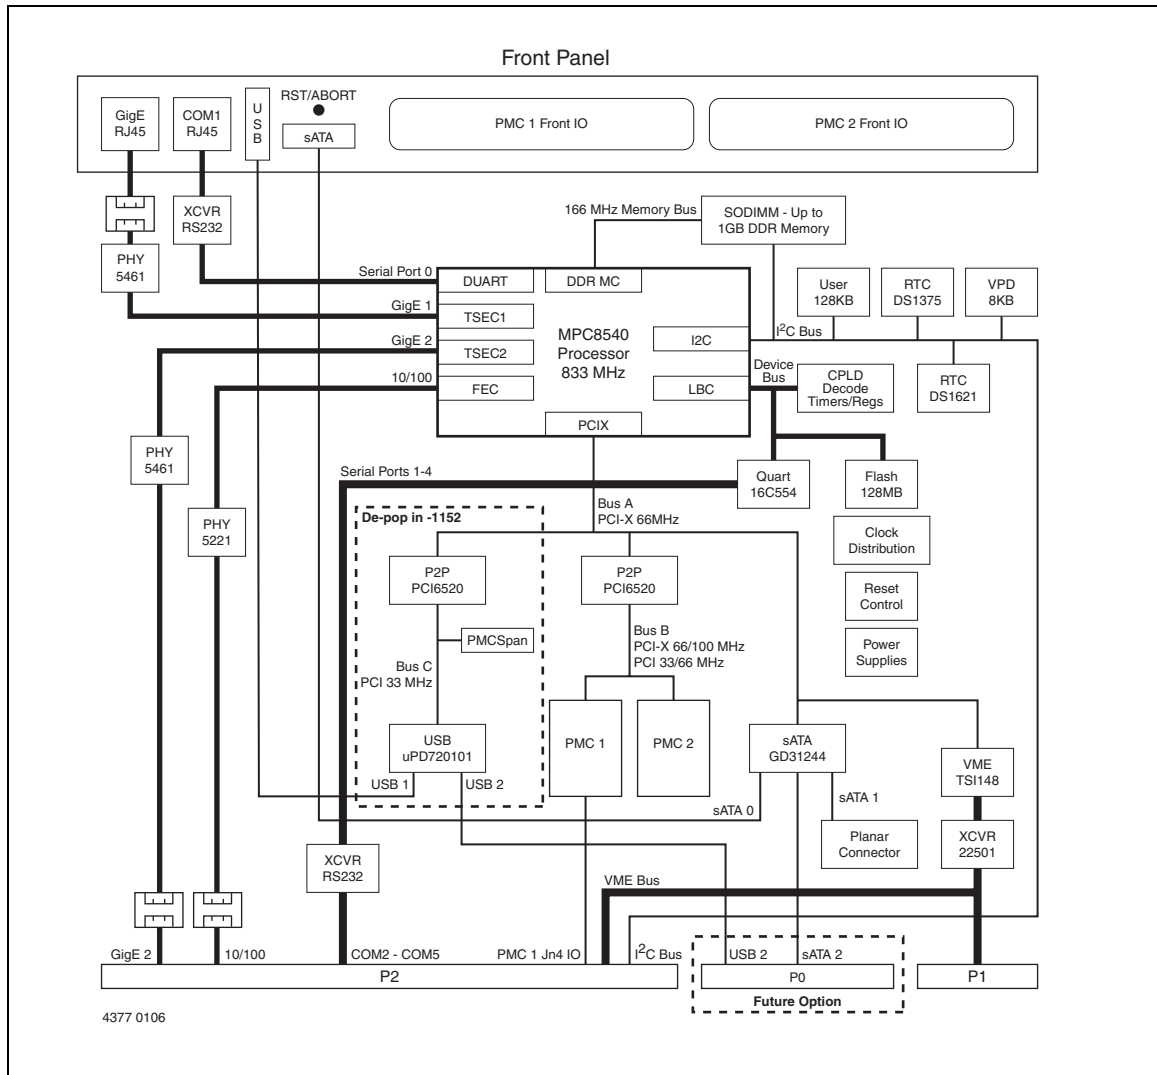 Front Panel
GigE
RJ45
COM1
RJ45
USB
RST/ABORT
sATA
PMC 1 Front IO
PMC 2 Front IO
XCVR
RS232
166 MHz Memory Bus
SODIMM - Up to
1GB DDR Memory
PHY
5461
Serial Port 0
DUART
DDR MC
User
128KB
RTC
DS1375
VPD
8KB
GigE 1
TSEC1
MPC8540
Processor
833 MHz
I2C
I2C Bus
GigE 2
TSEC2
Device
Bus
CPLD
Decode
Timers/Regs
RTC
DS1621
10/100
FEC
LBC
PCIX
PHY
5461
Serial Ports 1-4
Quart
16C554
Flash
128MB
Bus A
PCI-X 66MHz
De-pop in -1152
PHY
5221
Clock
Distribution
P2P
PCI6520
P2P
PCI6520
Reset
Control
PMCSpan
Bus B
PCI-X 66/100 MHz
PCI 33/66 MHz
Power
Supplies
Bus C
PCI 33 MHz
USB
uPD720101
PMC 1
PMC 2
sATA
GD31244
VME
TSI148
USB 1
USB 2
sATA 0
sATA 1
Planar
Connector
XCVR
22501
XCVR
RS232
VME Bus
GigE 2
10/100
COM2 - COM5
PMC 1 Jn4 IO
I2C Bus
USB 2
sATA 2
P2
P0
P1
Future Option
4377 0106